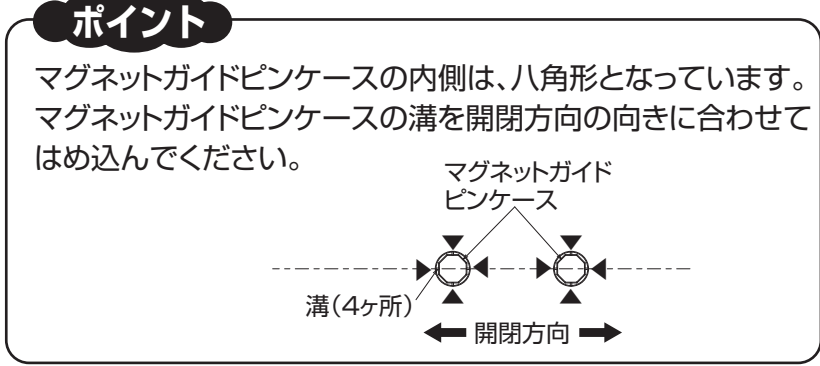 ポイント
マグネットガイドピンケースの内側は、八角形となっています。
マグネットガイドピンケースの溝を開閉方向の向きに合わせて
はめ込んでください。
マグネットガイド
ピンケース
溝(4ヶ所)
開閉方向